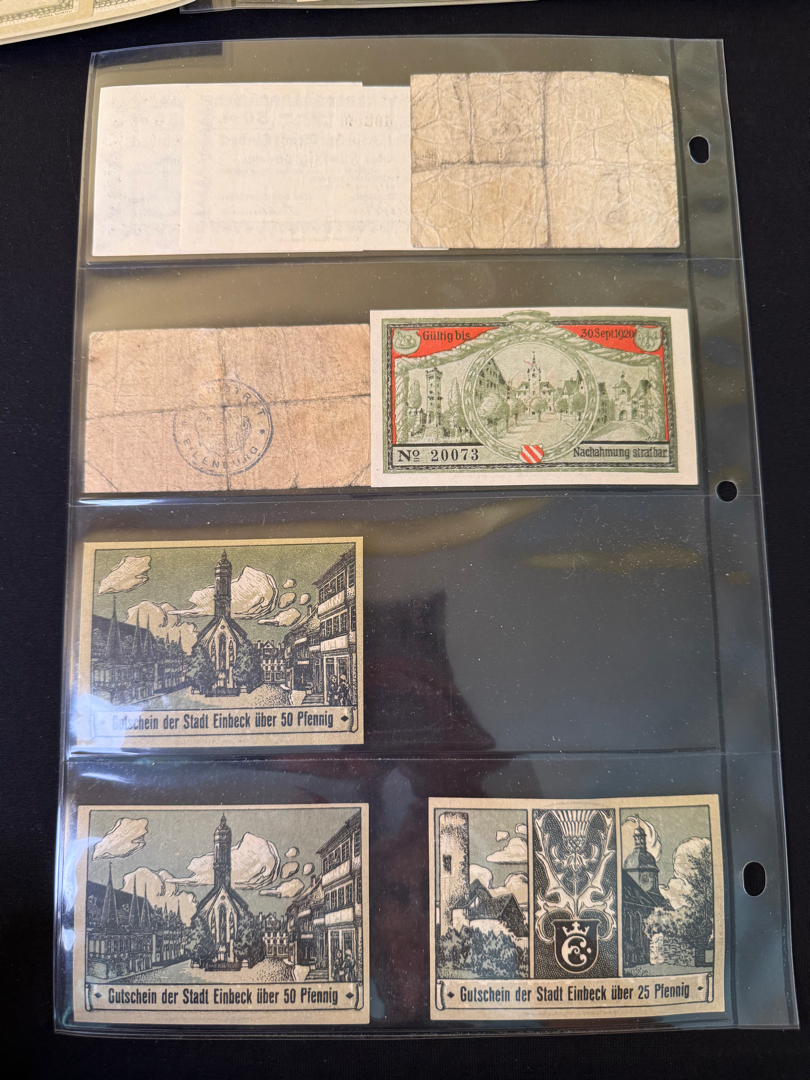 Gültig bis 30.Sept.1920
Nº 20073
Nachahmung strafbar
EILENBURG
Gutschein der Stadt Einbeck über 50 Pfennig
Gutschein der Stadt Einbeck über 50 Pfennig
E.
Gutschein der Stadt Einbeck über 25 Pfennig